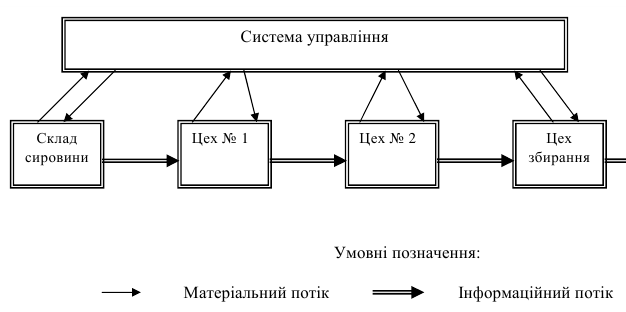 Система управління
Склад
сировини
Цех № 1
Цех № 2
Цех
збирання
Умовні позначення:
Матеріальний потік
Інформаційний потік